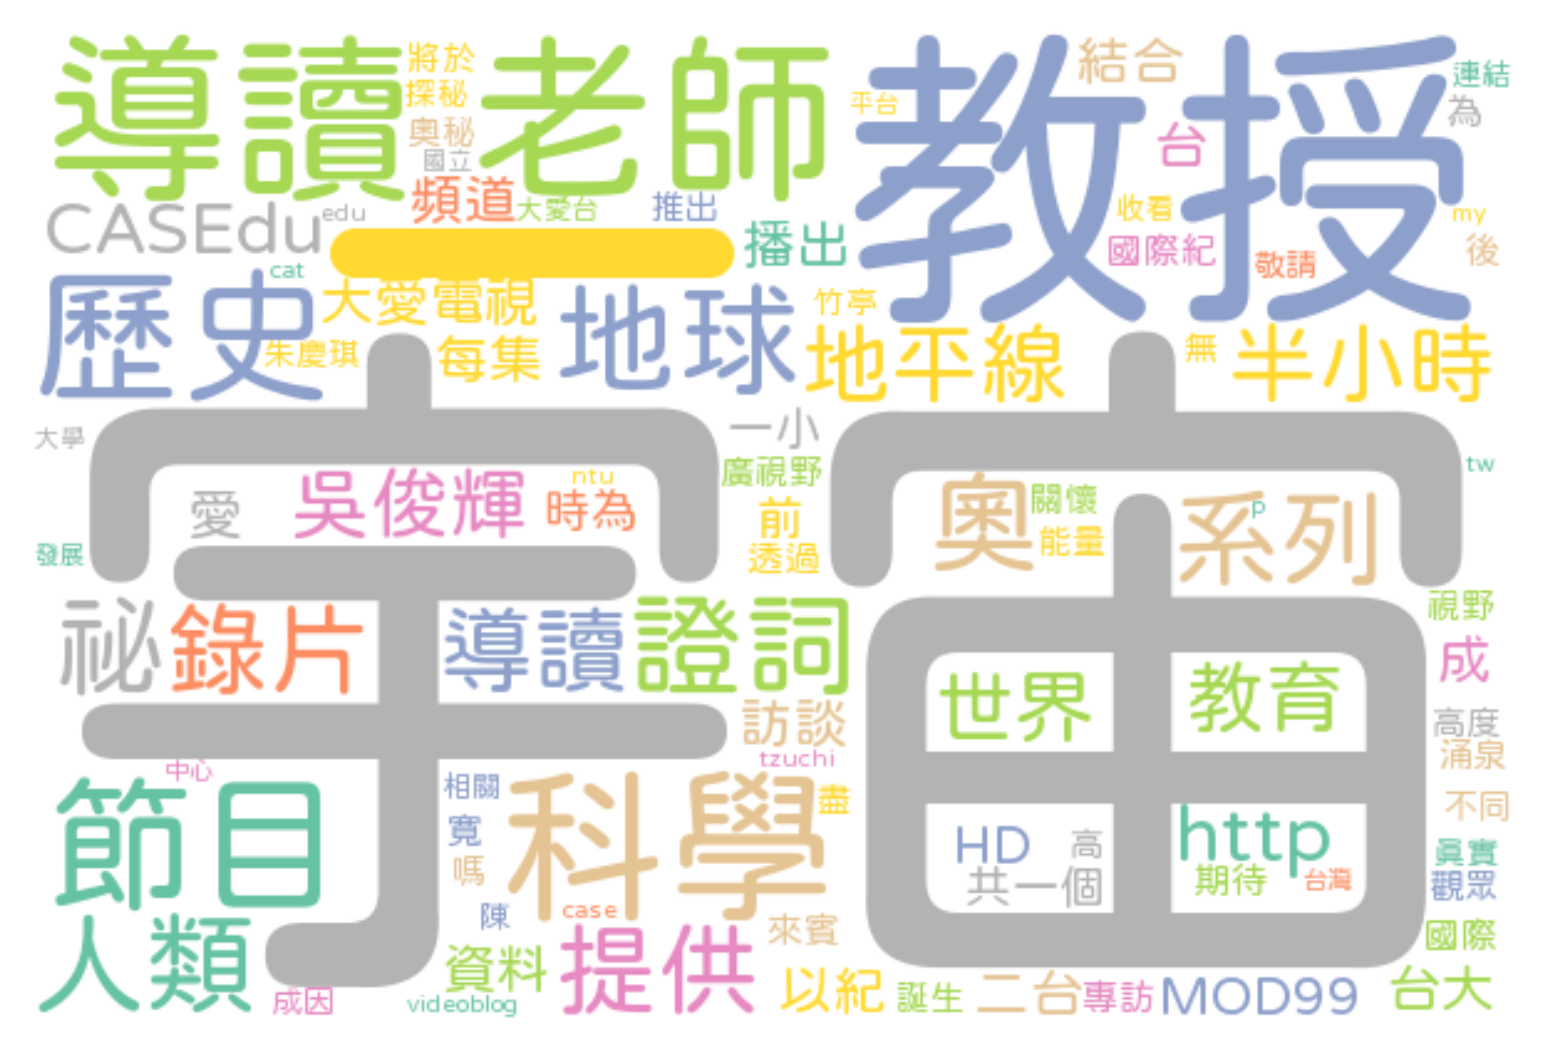 導讀老師
將於
探秘
奧秘
國立
平台
教授
結合
台
連結
為
CASEdu
edu
頻道
大愛台
推出
一
播出
收看
國際紀
敬請
my
後
cat
歷史
朱慶琪
大愛電視
每集
地球
竹亭
地平線
無
半小時
宇宙
大學
一小
tw
愛
吳俊輝
ntu
時為
廣視野
前
透過
奧
關懷
能量
p
系列
發展
祕
錄片
導讀
證詞
世界
教育
視野
成
訪談
tzuchi
高度
涌泉
中心
節目
相關
寬
嗎
科學
盡
HD
高
共一個
http
期待
台灣
不同
真實
觀眾
陳
case
來賓
國際
人類
成因
資料
videoblog
提供
以紀
誕生
二台
專訪
MOD99
台大